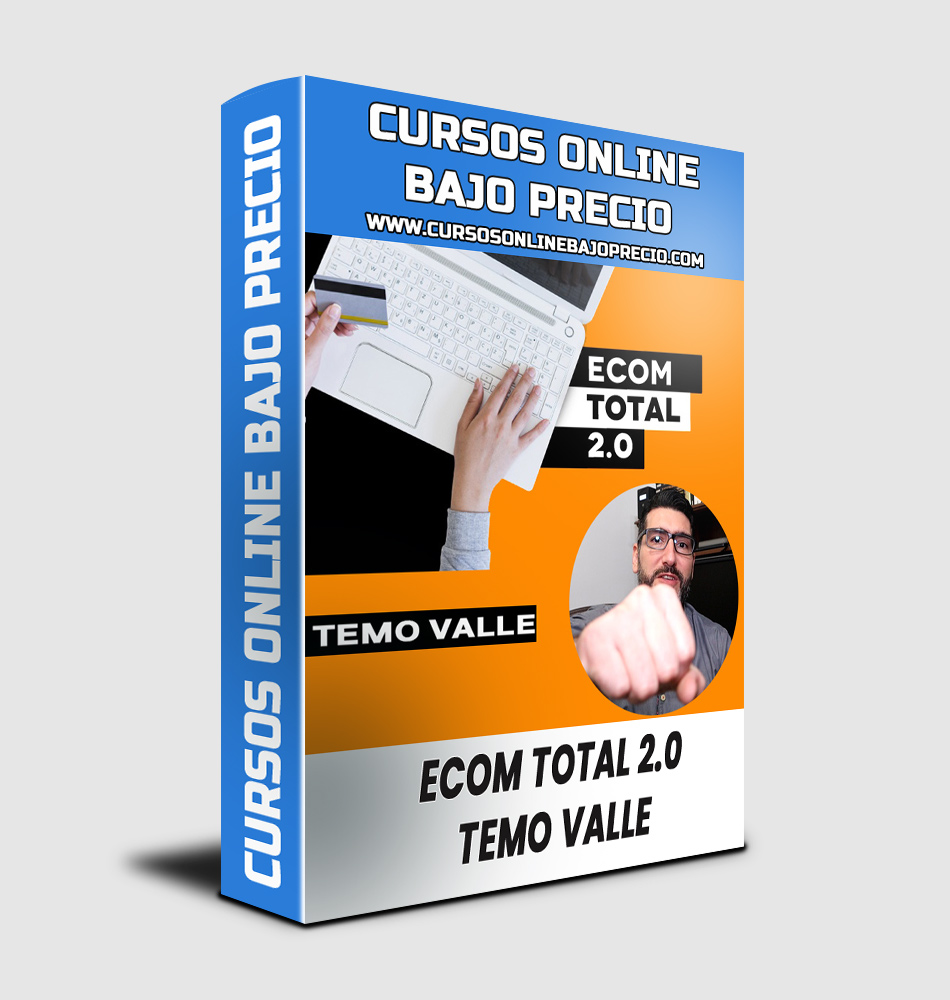 CURSOS ONLINE BAJO PRECIO
CURSOS ONLINE
BAJO PRECIO
WWW.CURSOSONLINEBAJOPRECIO.COM
ECOM
TOTAL
2.0
TEMO VALLE
ECOM TOTAL 2.0
TEMO VALLE